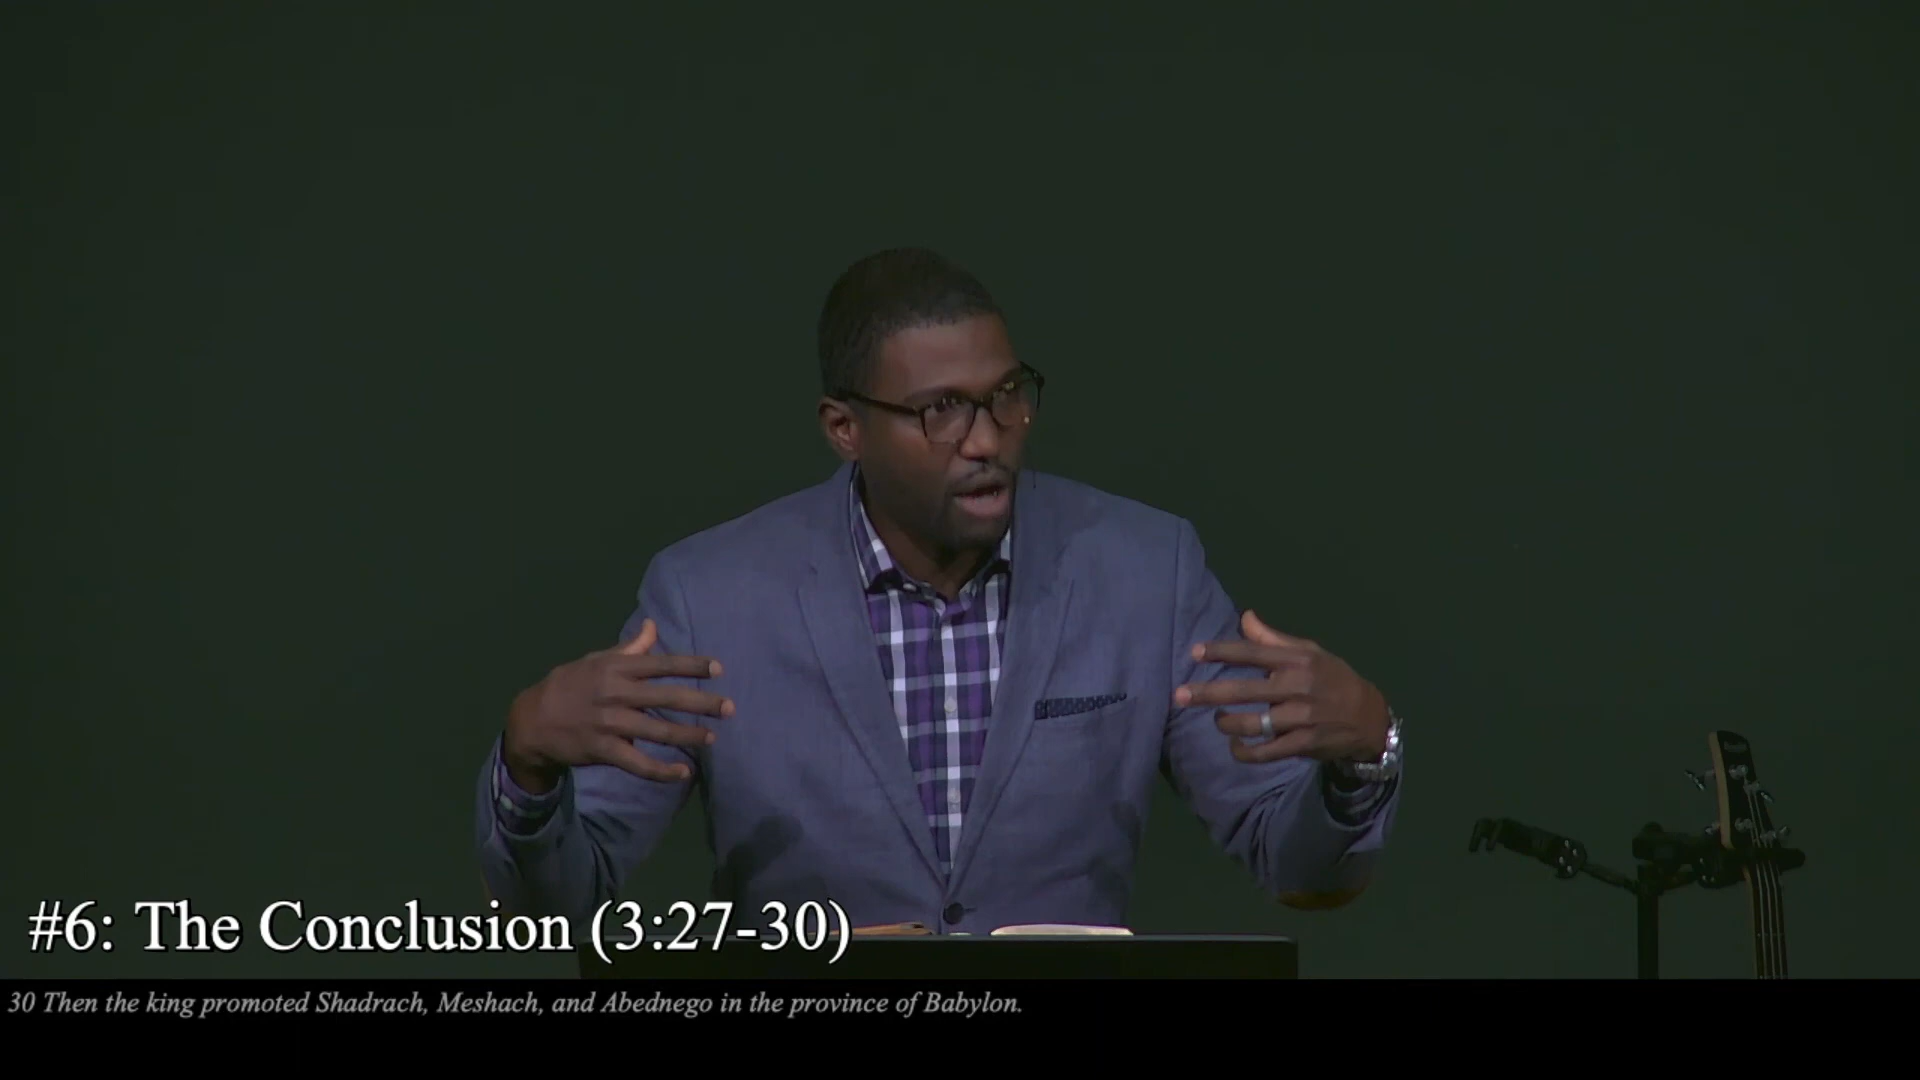 #6: The Conclusion (3:27-30)
30 Then the king promoted Shadrach, Meshach, and Abednego in the province of Babylon.